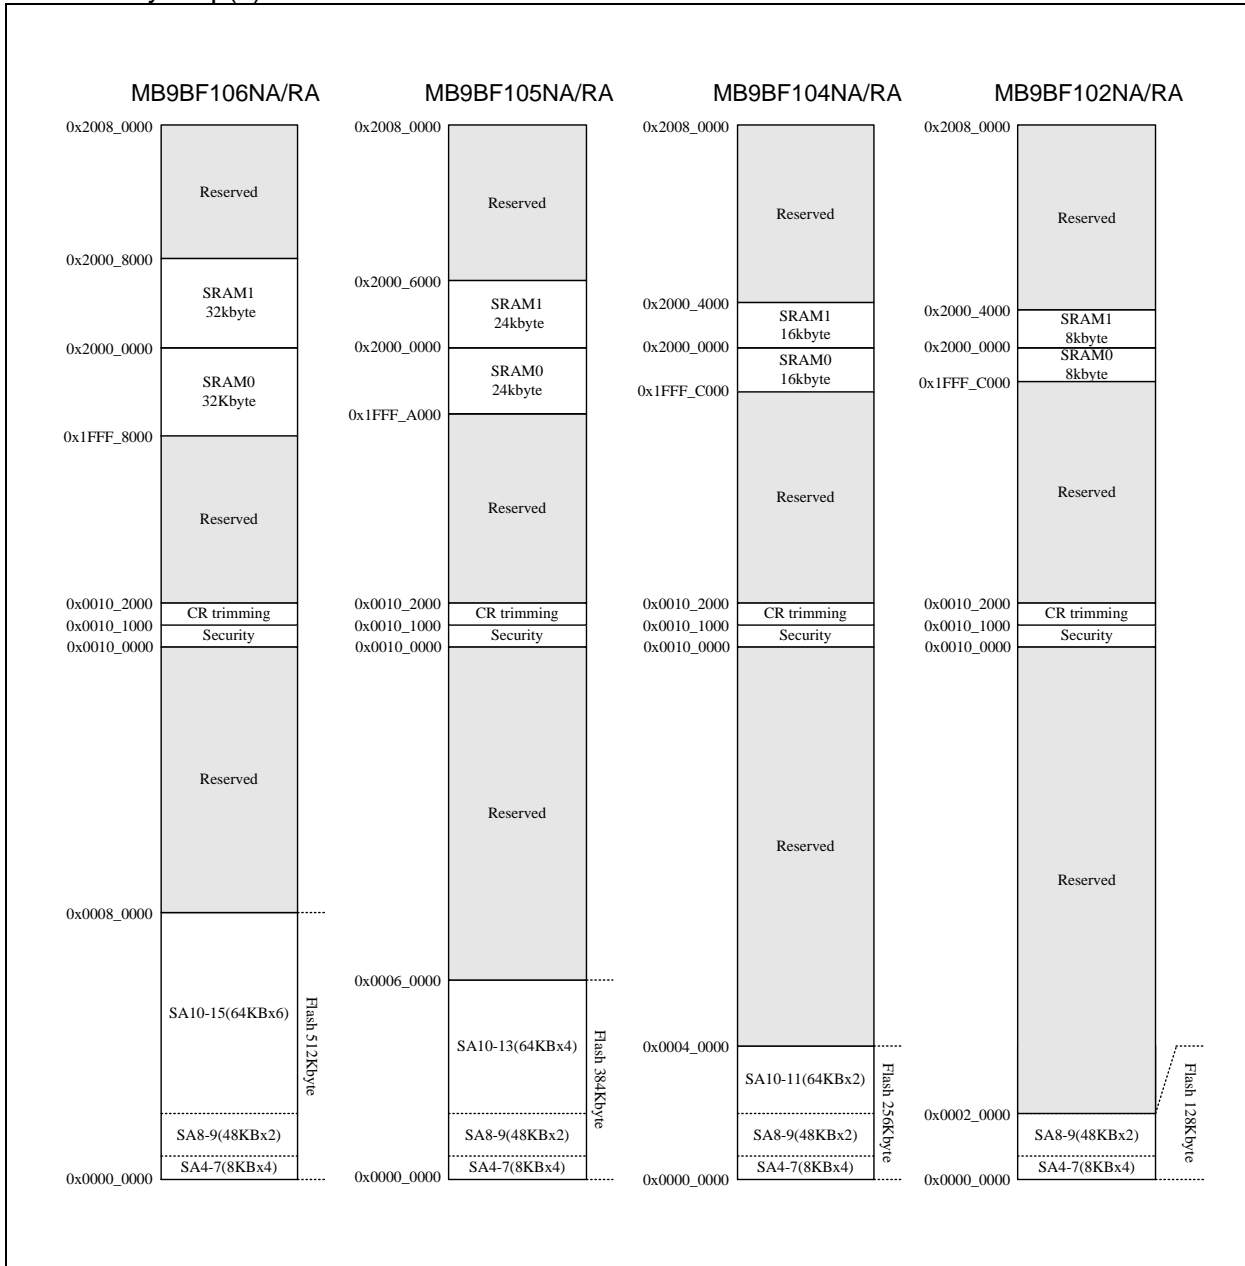 MB9BF106NA/RA
0x2008_0000
Reserved
0x2000_8000
SRAM1
32kbyte
0x2000_0000
SRAM0
32Kbyte
0x1FFF_8000
Reserved
0x0010_2000
CR trimming
0x0010_1000
Security
0x0010_0000
Reserved
0x0008_0000
SA10-15(64KBx6)
Flash 512Kbyte
SA8-9(48KBx2)
SA4-7(8KBx4)
0x0000_0000
MB9BF105NA/RA
0x2008_0000
Reserved
0x2000_6000
SRAM1
24kbyte
0x2000_0000
SRAM0
24kbyte
0x1FFF_A000
Reserved
0x0010_2000
CR trimming
0x0010_1000
Security
0x0010_0000
Reserved
0x0006_0000
SA10-13(64KBx4)
Flash 384Kbyte
SA8-9(48KBx2)
SA4-7(8KBx4)
0x0000_0000
MB9BF104NA/RA
0x2008_0000
Reserved
0x2000_4000
SRAM1
16kbyte
0x2000_0000
SRAM0
16kbyte
0x1FFF_C000
Reserved
0x0010_2000
CR trimming
0x0010_1000
Security
0x0010_0000
Reserved
0x0004_0000
SA10-11(64KBx2)
Flash 256Kbyte
SA8-9(48KBx2)
SA4-7(8KBx4)
0x0000_0000
MB9BF102NA/RA
0x2008_0000
Reserved
0x2000_4000
SRAM1
8kbyte
0x2000_0000
SRAM0
8kbyte
0x1FFF_C000
Reserved
0x0010_2000
CR trimming
0x0010_1000
Security
0x0010_0000
Reserved
0x0002_0000
Flash 128Kbyte
SA8-9(48KBx2)
SA4-7(8KBx4)
0x0000_0000